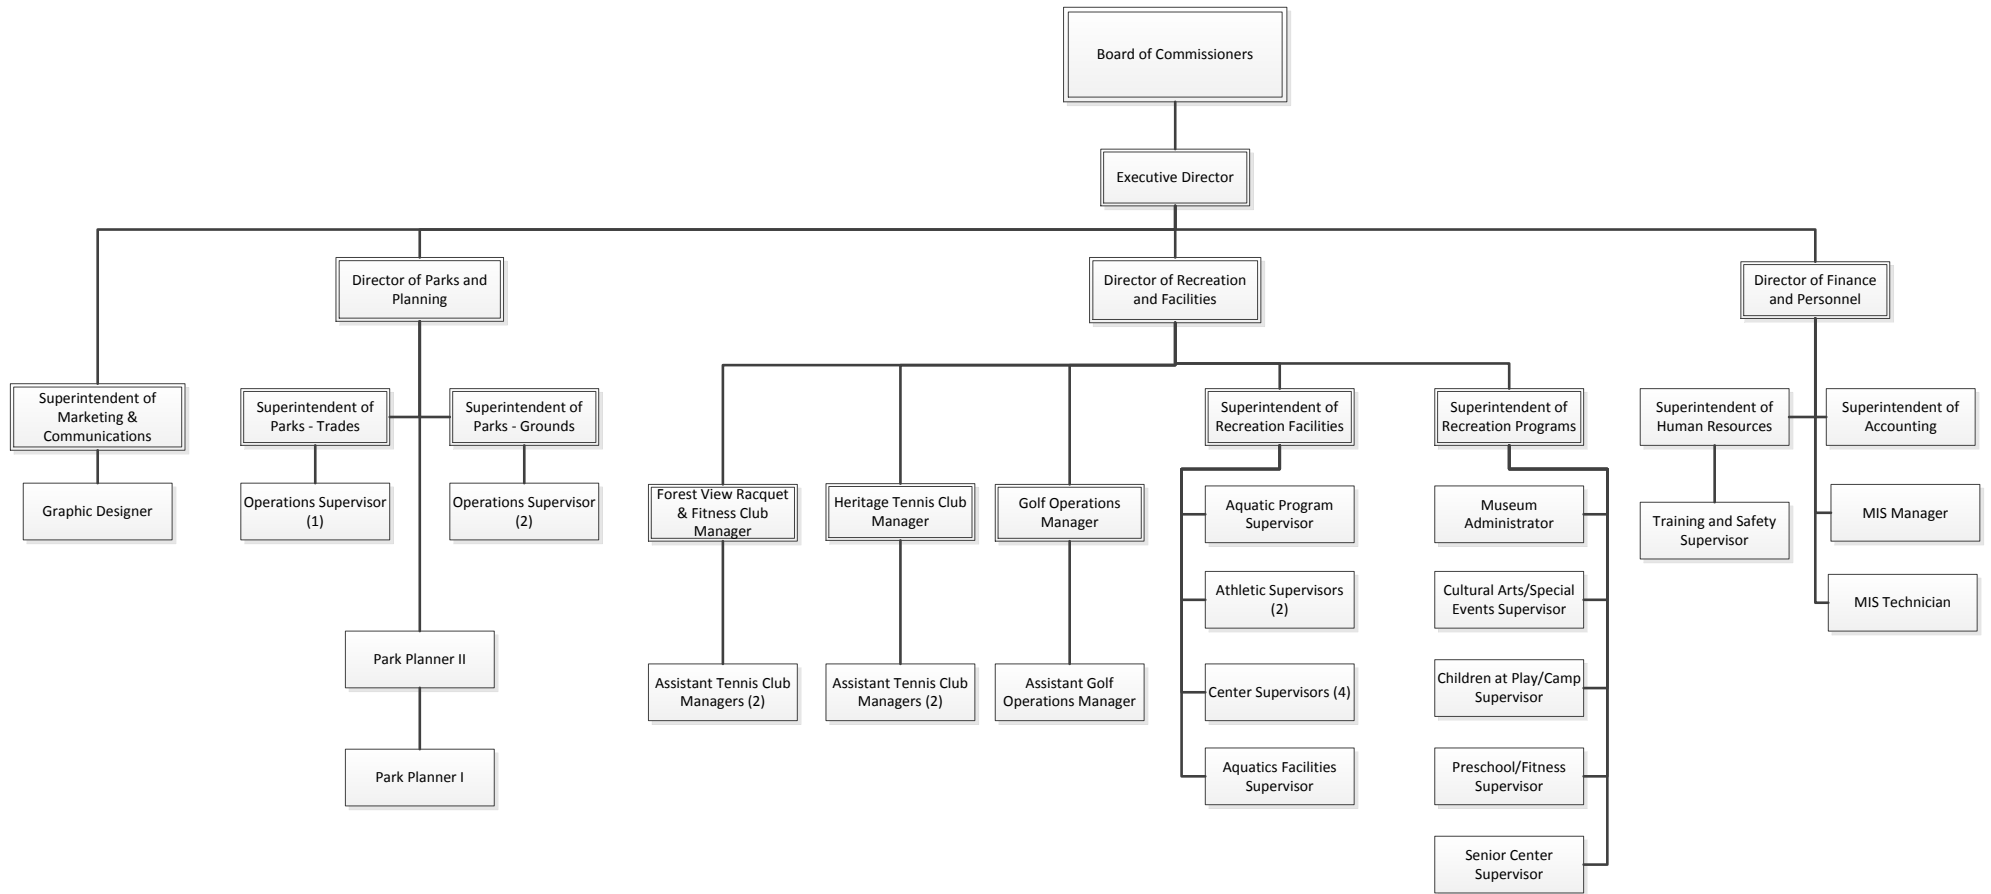 Board of Commissioners
Executive Director
Director of Parks and
Planning
Director of Recreation
and Facilities
Director of Finance
and Personnel
Superintendent of
Marketing &
Communications
Superintendent of
Parks - Trades
Superintendent of
Parks - Grounds
Superintendent of
Recreation Facilities
Superintendent of
Recreation Programs
Superintendent of
Human Resources
Superintendent of
Accounting
Graphic Designer
Operations Supervisor
(1)
Operations Supervisor
(2)
Forest View Racquet
& Fitness Club
Manager
Heritage Tennis Club
Manager
Golf Operations
Manager
Aquatic Program
Supervisor
Museum
Administrator
Training and Safety
Supervisor
MIS Manager
Athletic Supervisors
(2)
Cultural Arts/Special
Events Supervisor
MIS Technician
Park Planner II
Assistant Tennis Club
Managers (2)
Assistant Tennis Club
Managers (2)
Assistant Golf
Operations Manager
Center Supervisors (4)
Children at Play/Camp
Supervisor
Park Planner I
Aquatics Facilities
Supervisor
Preschool/Fitness
Supervisor
Senior Center
Supervisor